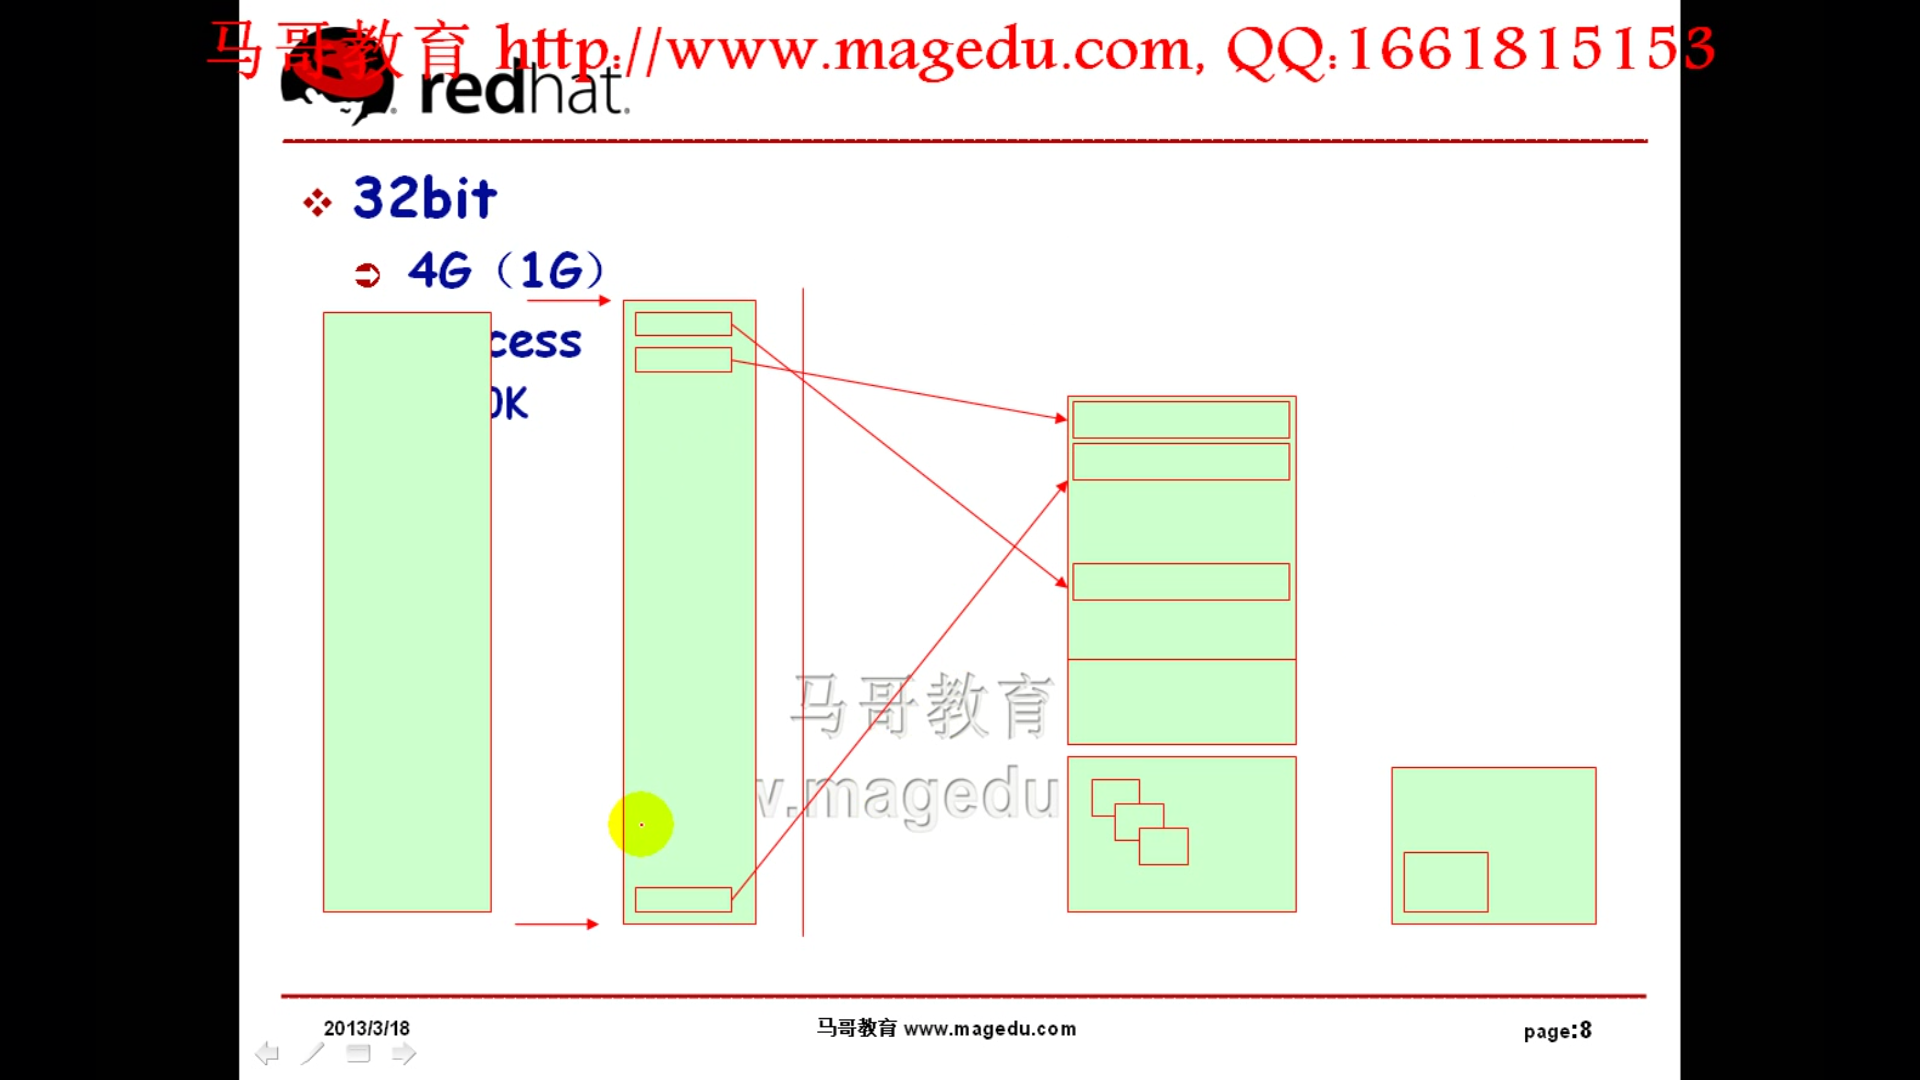 马哥教育 http://www.magedu.com, QQ:1661815153
redhat.
32bit
4G（1G）
cess
0K
马哥教育
v.magedu
2013/3/18
马哥教育 www.magedu.com
page:8